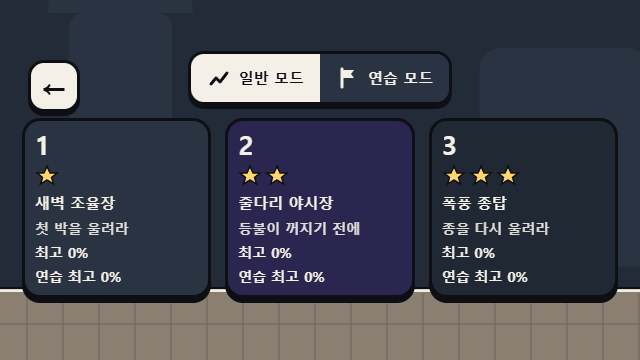 ←
일반 모드
연습 모드
1
새벽 조율장
첫 박을 울려라
최고 0%
연습 최고 0%
2
줄다리 야시장
등불이 꺼지기 전에
최고 0%
연습 최고 0%
3
폭풍 종탑
종을 다시 울려라
최고 0%
연습 최고 0%